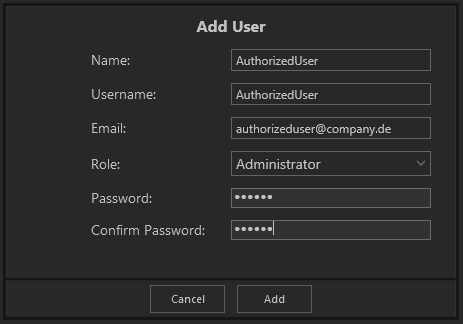 Add User
Name: AuthorizedUser
Username: AuthorizedUser
Email: authorizeduser@company.de
Role: Administrator
Password: ••••••
Confirm Password: ••••••
Cancel Add